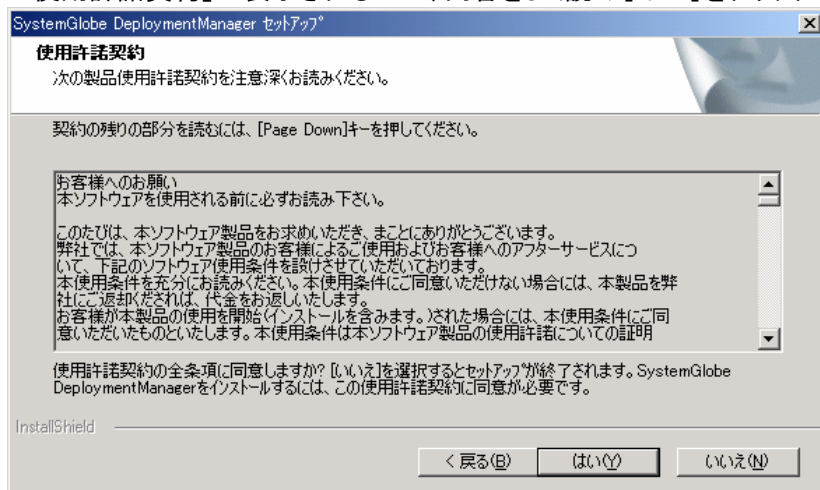 SystemGlobe DeploymentManager セットアップ
使用許諾契約
次の製品使用許諾契約を注意深くお読みください。
契約の残りの部分を読むには、[Page Down]キーを押してください。
お客様へのお願い
本ソフトウェアを使用される前に必ずお読み下さい。
このたびは、本ソフトウェア製品をお求めいただき、まことにありがとうございます。
弊社では、本ソフトウェア製品のお客様によるご使用およびお客様へのアフターサービスにつ
いて、下記のソフトウェア使用条件を設けさせていただいております。
本使用条件を充分にお読みください。本使用条件にご同意いただけない場合には、本製品を弊
社にご返却くだされば、代金をお返しいたします。
お客様が本製品の使用を開始(インストールを含みます。)された場合には、本使用条件にご同
意いただいたものといたします。本使用条件は本ソフトウェア製品の使用許諾についての証明
使用許諾契約の全条項に同意しますか? [いいえ]を選択するとセットアップが終了されます。SystemGlobe
DeploymentManagerをインストールするには、この使用許諾契約に同意が必要です。
InstallShield
< 戻る(B)
はい(Y)
いいえ(N)